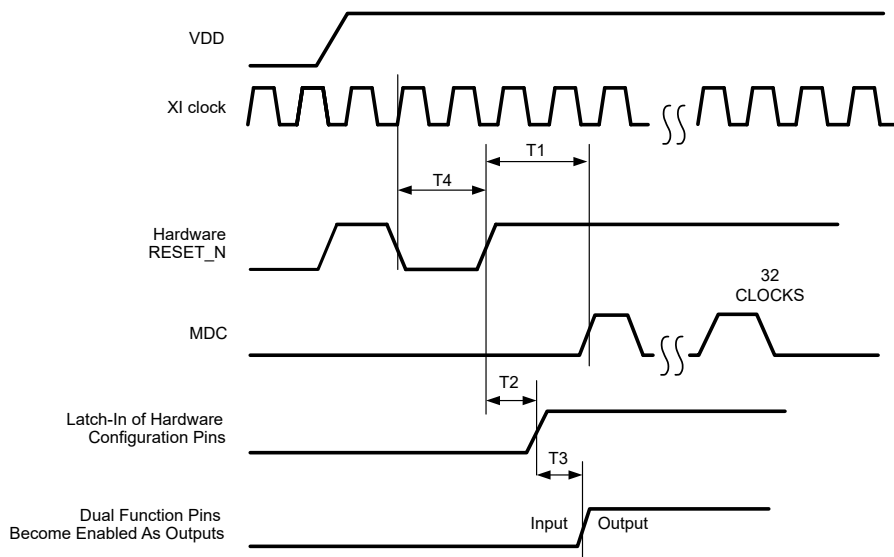 VDD
XI clock
T1
T4
Hardware
RESET_N
32
CLOCKS
MDC
T2
Latch-In of Hardware
Configuration Pins
T3
Dual Function Pins
Become Enabled As Outputs
Input
Output